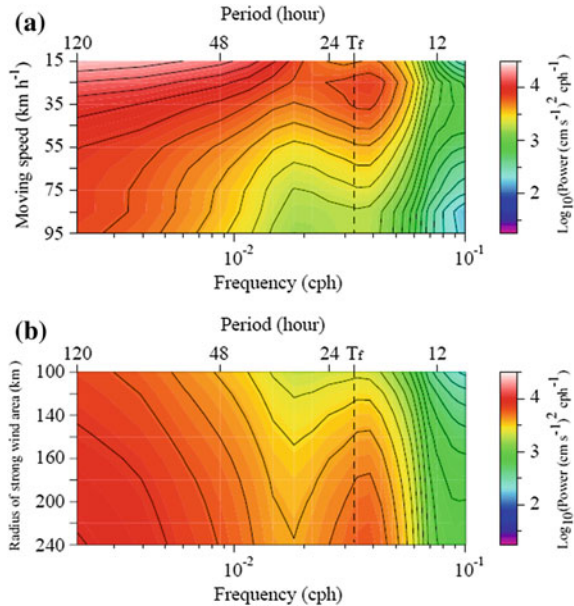 (a)
Period (hour)
120 48 24 Tf 12
15
35
55
75
95
Moving speed (km h-1)
10-2 10-1
Frequency (cph)
4
3
2
Log10(Power (cm s-1)2 cph-1)
(b)
Period (hour)
120 48 24 Tf 12
100
140
160
180
200
240
Radius of strong wind area (km)
10-2 10-1
Frequency (cph)
4
3
2
Log10(Power (cm s-1)2 cph-1)